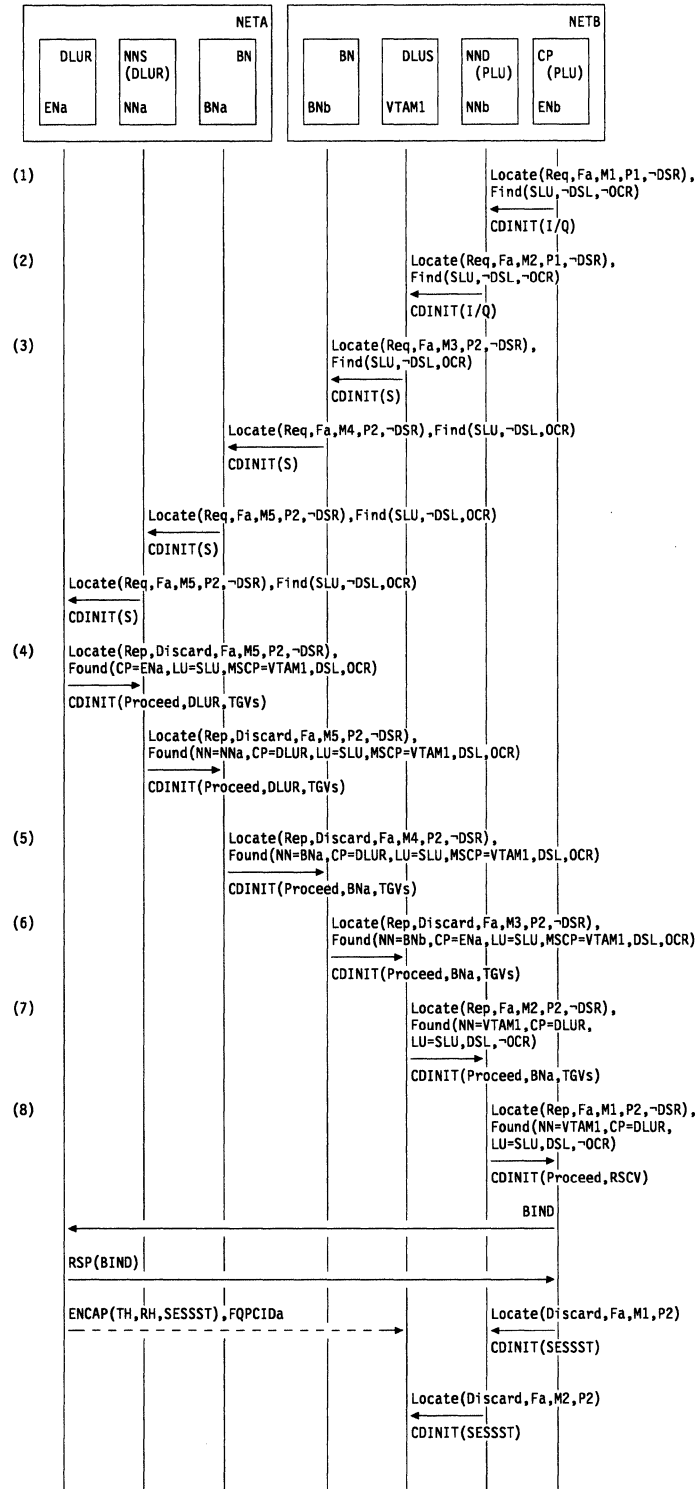 NETA
NETB
DLUR
NNS
(DLUR)
BN
BN
DLUS
NND
(PLU)
CP
(PLU)
ENa
NNa
BNa
BNb
VTAM1
NNb
ENb
(1)
Locate(Req,Fa,M1,P1,¬DSR),
Find(SLU,¬DSL,¬OCR)
CDINIT(I/Q)
(2)
Locate(Req,Fa,M2,P1,¬DSR),
Find(SLU,¬DSL,¬OCR)
CDINIT(I/Q)
(3)
Locate(Req,Fa,M3,P2,¬DSR),
Find(SLU,¬DSL,OCR)
CDINIT(S)
Locate(Req,Fa,M4,P2,¬DSR),Find(SLU,¬DSL,OCR)
CDINIT(S)
Locate(Req,Fa,M5,P2,¬DSR),Find(SLU,¬DSL,OCR)
CDINIT(S)
Locate(Req,Fa,M5,P2,¬DSR),Find(SLU,¬DSL,OCR)
CDINIT(S)
(4)
Locate(Rep,Discard,Fa,M5,P2,¬DSR),
Found(CP=ENa,LU=SLU,MSCP=VTAM1,DSL,OCR)
CDINIT(Proceed,DLUR,TGVs)
Locate(Rep,Discard,Fa,M5,P2,¬DSR),
Found(NN=NNa,CP=DLUR,LU=SLU,MSCP=VTAM1,DSL,OCR)
CDINIT(Proceed,DLUR,TGVs)
(5)
Locate(Rep,Discard,Fa,M4,P2,¬DSR),
Found(NN=BNa,CP=DLUR,LU=SLU,MSCP=VTAM1,DSL,OCR)
CDINIT(Proceed,BNa,TGVs)
(6)
Locate(Rep,Discard,Fa,M3,P2,¬DSR),
Found(NN=BNb,CP=ENa,LU=SLU,MSCP=VTAM1,DSL,OCR)
CDINIT(Proceed,BNa,TGVs)
(7)
Locate(Rep,Fa,M2,P2,¬DSR),
Found(NN=VTAM1,CP=DLUR,
LU=SLU,DSL,¬OCR)
CDINIT(Proceed,BNa,TGVs)
(8)
Locate(Rep,Fa,M1,P2,¬DSR),
Found(NN=VTAM1,CP=DLUR,
LU=SLU,DSL,¬OCR)
CDINIT(Proceed,RSCV)
BIND
RSP(BIND)
ENCAP(TH,RH,SESSST),FQPCIDa
Locate(Discard,Fa,M1,P2)
CDINIT(SESSST)
Locate(Discard,Fa,M2,P2)
CDINIT(SESSST)